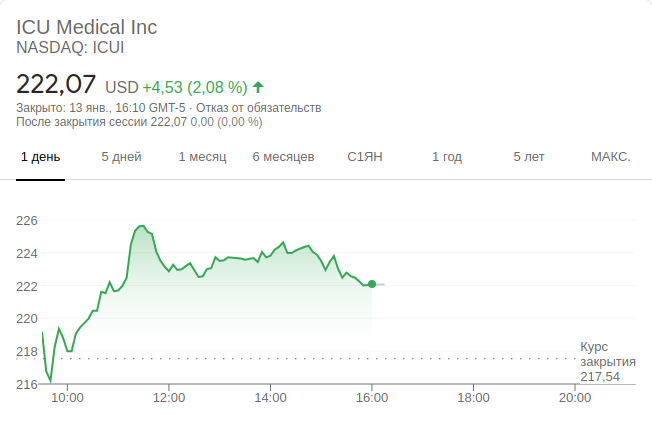 ICU Medical Inc
NASDAQ: ICUI
222,07 USD +4,53 (2,08 %)
Закрыто: 13 янв., 16:10 GMT-5 · Отказ от обязательств
После закрытия сессии 222,07 0,00 (0,00 %)
1 день 5 дней 1 месяц 6 месяцев С1ЯН 1 год 5 лет МАКС.
226
224
222
220
218
216
Курс
закрытия
217,54
10:00 12:00 14:00 16:00 18:00 20:00